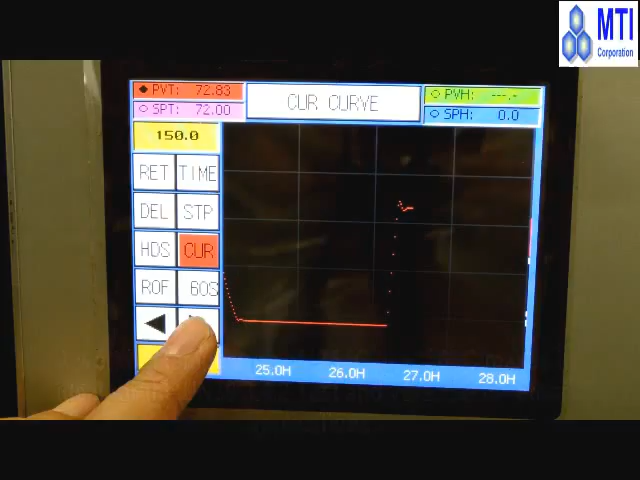 MTI
Corporation
PVT: 72.83
SPT: 72.00
CUR CURVE
PVH: ---.-
SPH: 0.0
150.0
RET TIME
DEL STP
HDS CUR
ROF 60S
25.0H 26.0H 27.0H 28.0H